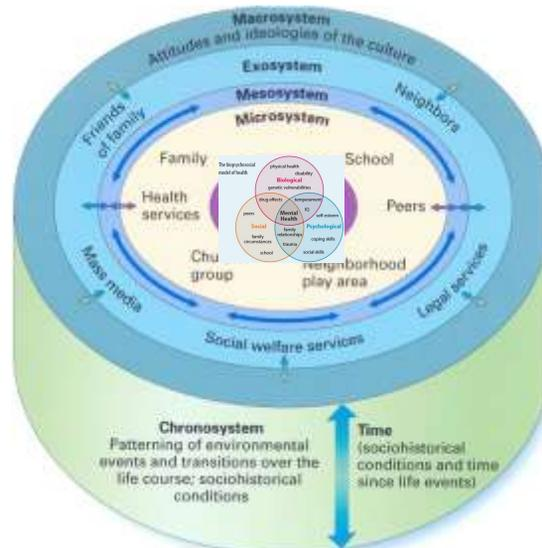 Macrosystem
Attitudes and ideologies of the culture
Exosystem
Mesosystem
Microsystem
Friends
of family
Neighbors
Family
School
Health
services
Peers
Chu
group
Neighborhood
play area
Mass media
Social welfare services
Legal services
The biopsychosocial
model of health
physical health
disability
Biological
genetic vulnerabilities
drug effects
temperament
IQ
peers
self esteem
Mental
Health
Social
Psychological
family
circumstances
family
relationships
coping skills
trauma
school
social skills
Chronosystem
Patterning of environmental
events and transitions over the
life course; sociohistorical
conditions
Time
(sociohistorical
conditions and time
since life events)